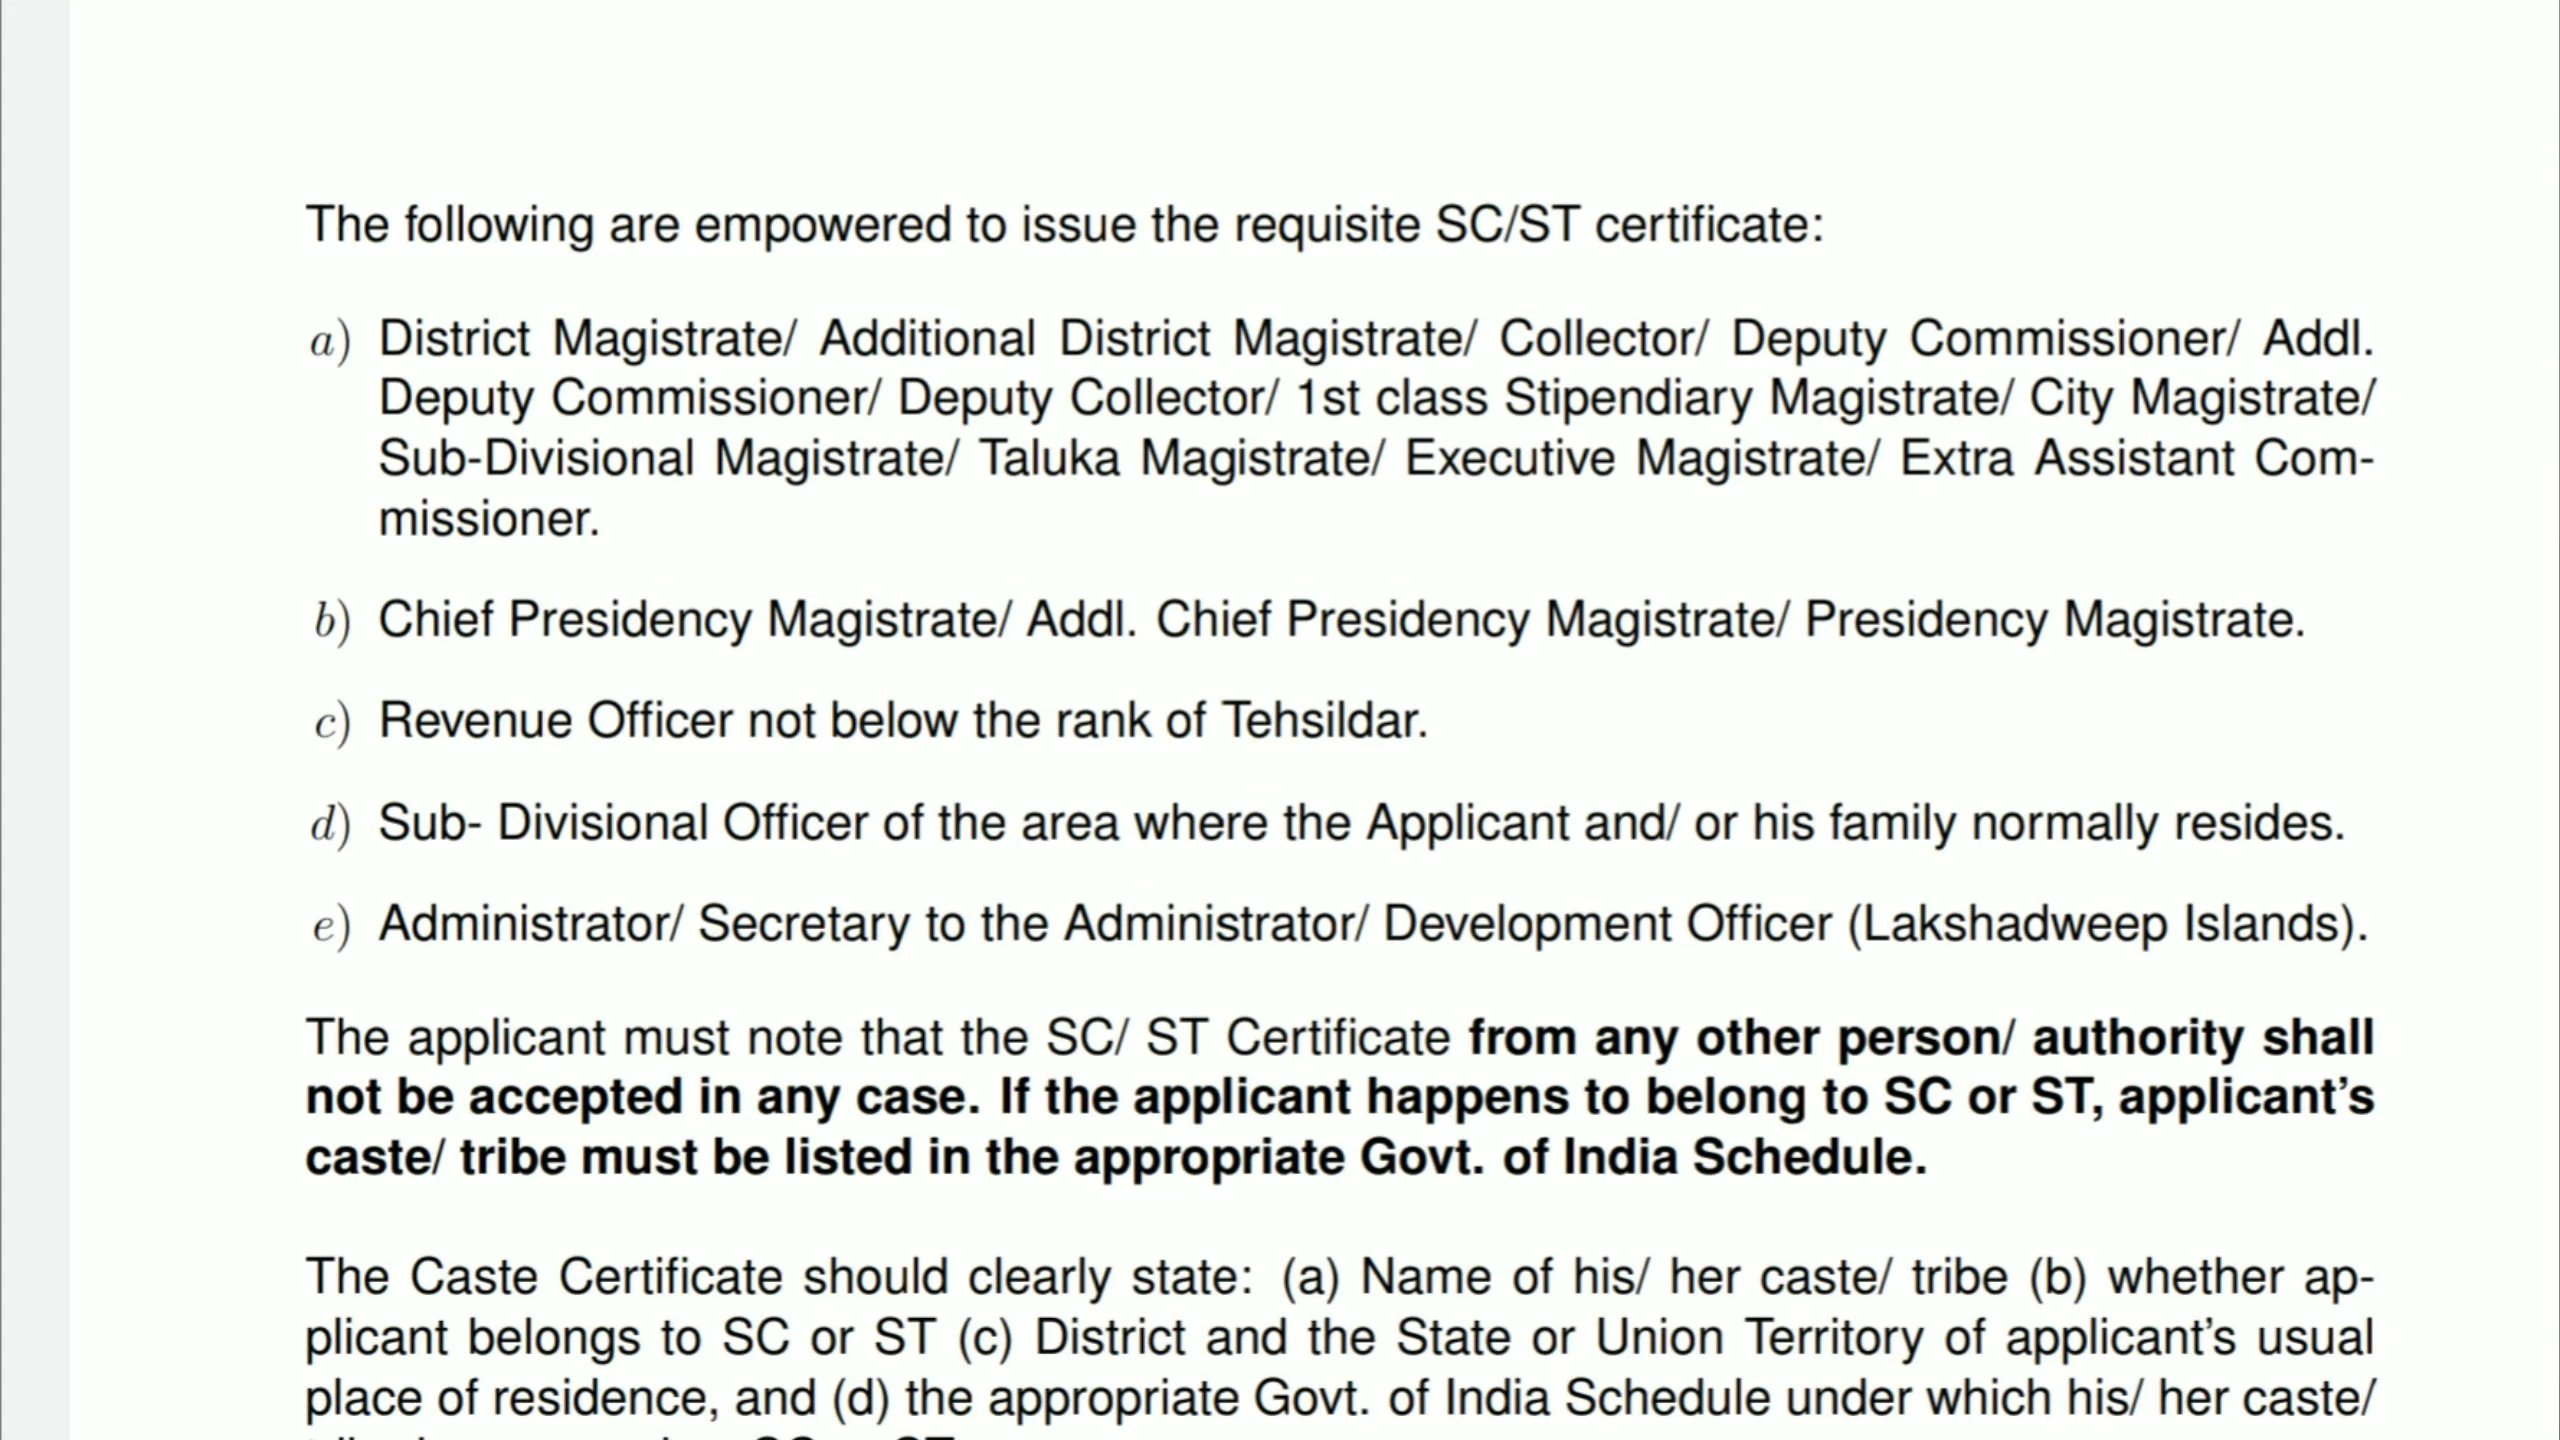 The following are empowered to issue the requisite SC/ST certificate:
a) District Magistrate/ Additional District Magistrate/ Collector/ Deputy Commissioner/ Addl.
Deputy Commissioner/ Deputy Collector/ 1st class Stipendiary Magistrate/ City Magistrate/
Sub-Divisional Magistrate/ Taluka Magistrate/ Executive Magistrate/ Extra Assistant Com-
missioner.
b) Chief Presidency Magistrate/ Addl. Chief Presidency Magistrate/ Presidency Magistrate.
c) Revenue Officer not below the rank of Tehsildar.
d) Sub- Divisional Officer of the area where the Applicant and/ or his family normally resides.
e) Administrator/ Secretary to the Administrator/ Development Officer (Lakshadweep Islands).
The applicant must note that the SC/ ST Certificate from any other person/ authority shall
not be accepted in any case. If the applicant happens to belong to SC or ST, applicant's
caste/ tribe must be listed in the appropriate Govt. of India Schedule.
The Caste Certificate should clearly state: (a) Name of his/ her caste/ tribe (b) whether ap-
plicant belongs to SC or ST (c) District and the State or Union Territory of applicant's usual
place of residence, and (d) the appropriate Govt. of India Schedule under which his/ her caste/